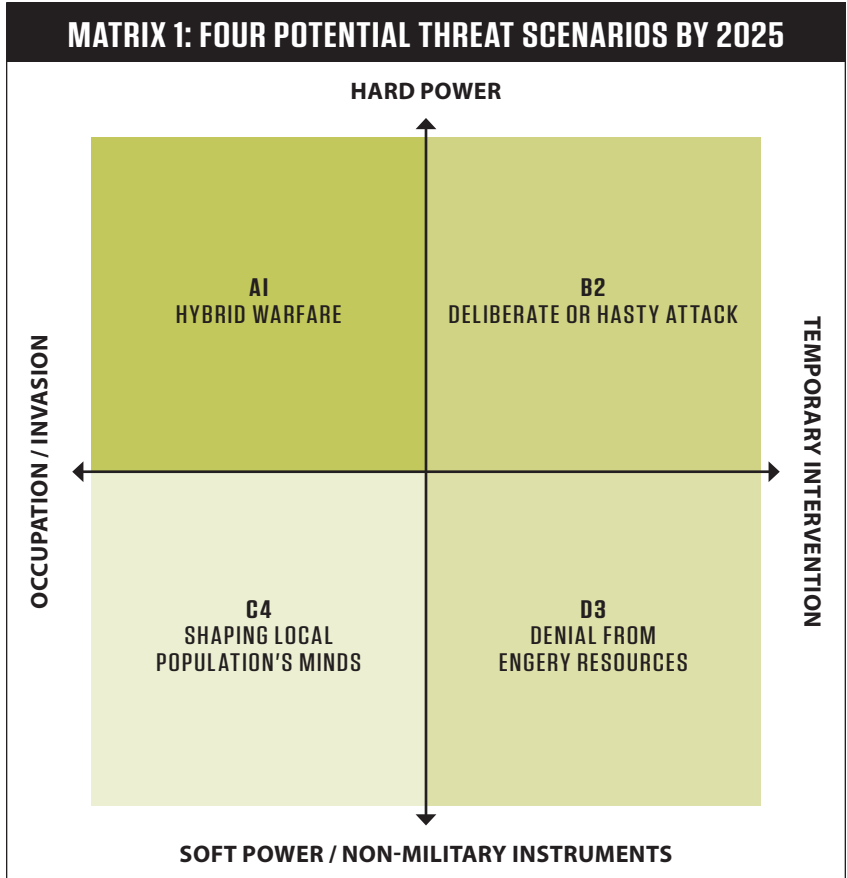 MATRIX 1: FOUR POTENTIAL THREAT SCENARIOS BY 2025
HARD POWER
A1
HYBRID WARFARE
B2
DELIBERATE OR HASTY ATTACK
OCCUPATION / INVASION
TEMPORARY INTERVENTION
C4
SHAPING LOCAL
POPULATION'S MINDS
D3
DENIAL FROM
ENGERY RESOURCES
SOFT POWER / NON-MILITARY INSTRUMENTS